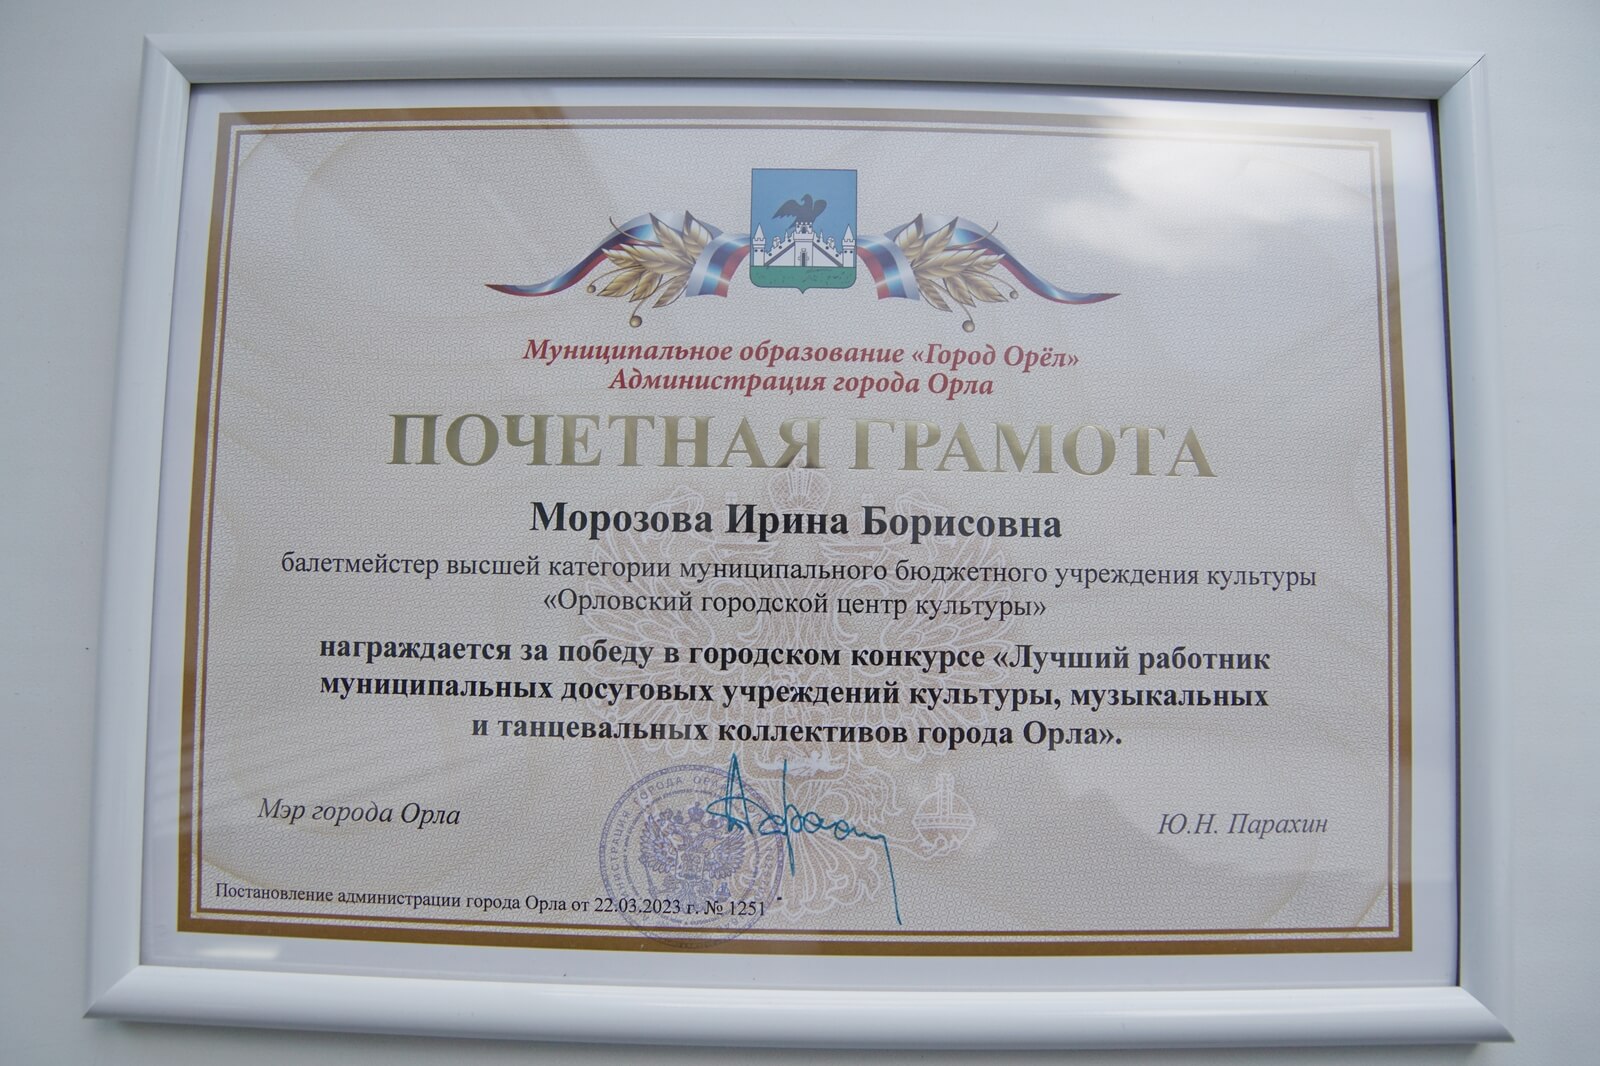 Муниципальное образование «Город Орёл»
Администрация города Орла
ПОЧЕТНАЯ ГРАМОТА
Морозова Ирина Борисовна
балетмейстер высшей категории муниципального бюджетного учреждения культуры
«Орловский городской центр культуры»
награждается за победу в городском конкурсе «Лучший работник
муниципальных досуговых учреждений культуры, музыкальных
и танцевальных коллективов города Орла».
Мэр города Орла
Ю.Н. Парахин
Постановление администрации города Орла от 22.03.2023 г. № 1251